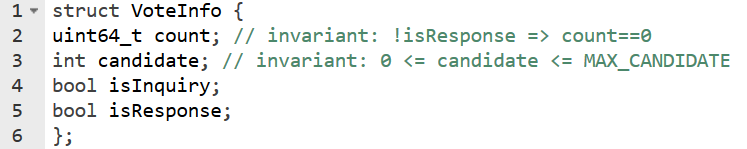 1 struct VoteInfo {
2 uint64_t count; // invariant: !isResponse => count==0
3 int candidate; // invariant: 0 <= candidate <= MAX_CANDIDATE
4 bool isInquiry;
5 bool isResponse;
6 };